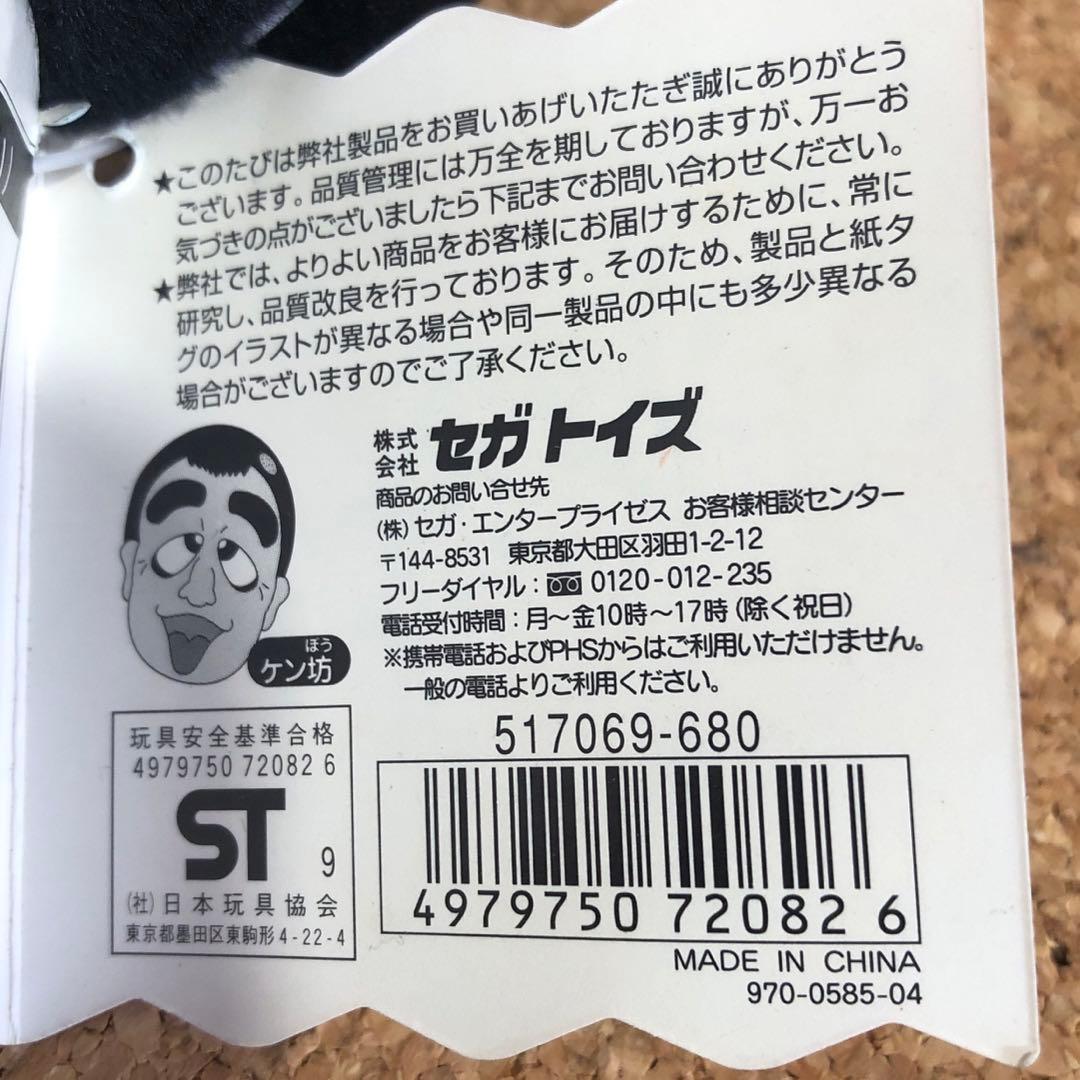 ★このたびは弊社製品をお買いあげいたたぎ誠にありがとう
ございます。品質管理には万全を期しておりますが、万一お
気づきの点がございましたら下記までお問い合わせください。
★弊社では、よりよい商品をお客様にお届けするために、常に
研究し、品質改良を行っております。そのため、製品と紙タ
グのイラストが異なる場合や同一製品の中にも多少異なる
場合がございますのでご了承ください。
株式会社 セガトイズ
商品のお問い合せ先
(株)セガ・エンタープライゼス お客様相談センター
〒144-8531 東京都大田区羽田1-2-12
フリーダイヤル：0120-012-235
電話受付時間：月〜金10時〜17時(除く祝日)
※携帯電話およびPHSからはご利用いただけません。
一般の電話よりご利用ください。
ぼう
ケン坊
517069-680
玩具安全基準合格
4979750 72082 6
ST 9
(社)日本玩具協会
東京都墨田区東駒形4-22-4
4979750 720826
MADE IN CHINA
970-0585-04